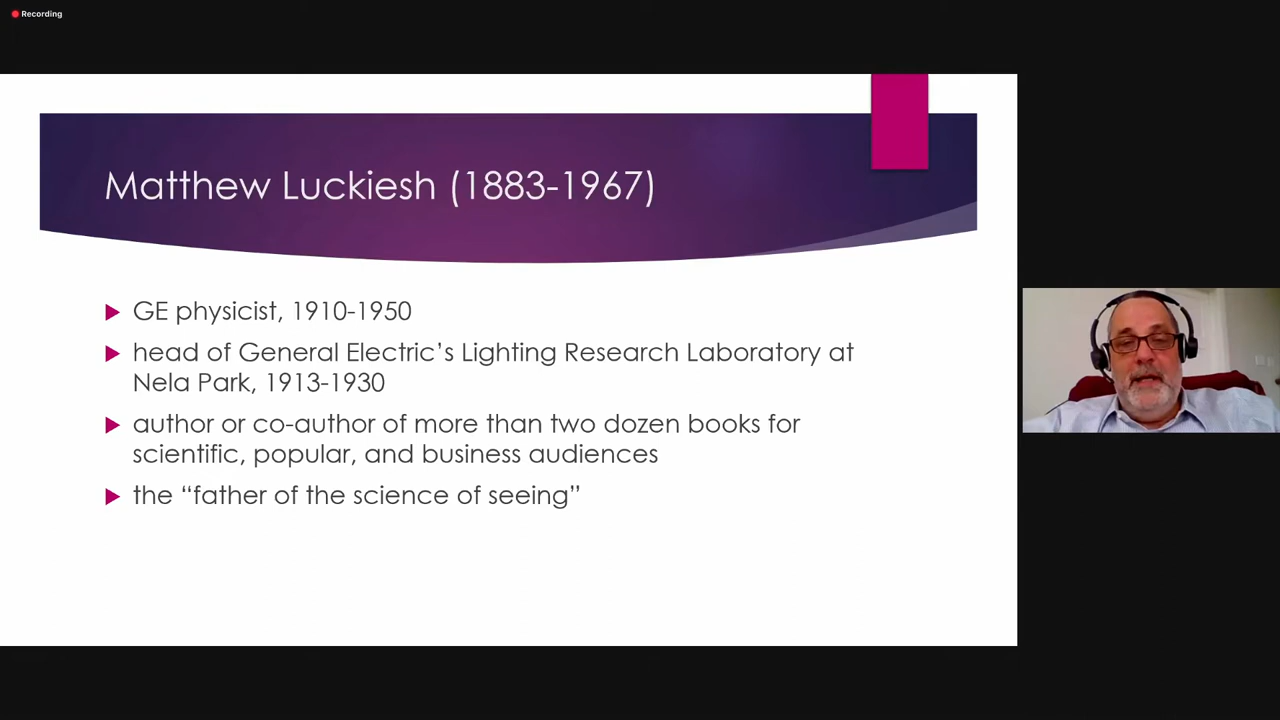 Recording
Matthew Luckiesh (1883-1967)
GE physicist, 1910-1950
head of General Electric’s Lighting Research Laboratory at
Nela Park, 1913-1930
author or co-author of more than two dozen books for
scientific, popular, and business audiences
the “father of the science of seeing”